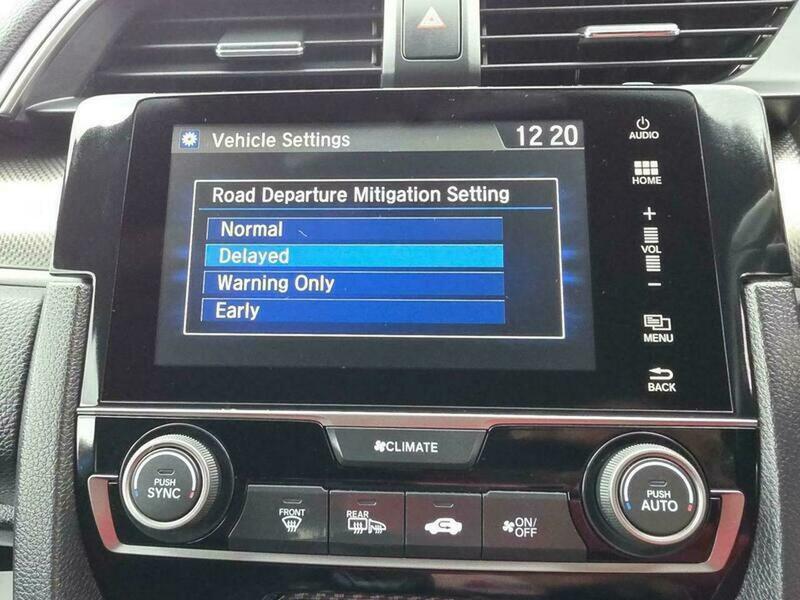 Vehicle Settings 12 20
Road Departure Mitigation Setting
Normal
Delayed
Warning Only
Early
AUDIO
HOME
+
VOL
−
MENU
BACK
CLIMATE
PUSH
SYNC
FRONT
REAR
ON/
OFF
PUSH
AUTO